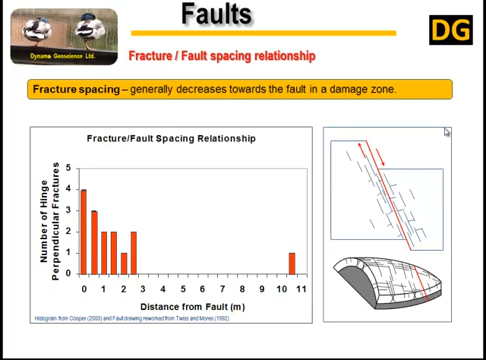 Faults
DG
Dynamo Geoscience Ltd.
Fracture / Fault spacing relationship
Fracture spacing – generally decreases towards the fault in a damage zone.
Fracture/Fault Spacing Relationship
Number of Hinge
Perpendicular Fractures
5
4
3
2
1
0
0 1 2 3 4 5 6 7 8 9 10 11
Distance from Fault (m)
Histogram from Cooper (2000) and Fault drawing reworked from Twiss and Mores (1992)